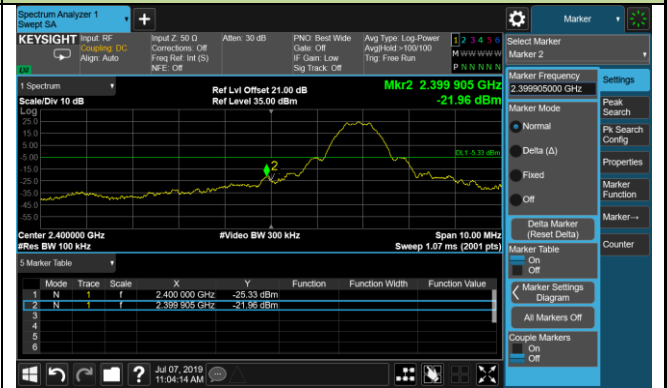 Spectrum Analyzer 1
Swept SA
Marker
KEYSIGHT
Input: RF
Coupling: DC
Align: Auto
Input Z: 50 Ω
Corrections: Off
Freq Ref: Int (S)
NFE: Off
Atten: 30 dB
PNO: Best Wide
Gate: Off
IF Gain: Low
Sig Track: Off
Avg Type: Log-Power
Avg|Hold:>100/100
Trig: Free Run
1 2 3 4 5 6
M W W W W W
P N N N N N
Select Marker
Marker 2
1 Spectrum
Scale/Div 10 dB
Log
Ref Lvl Offset 21.00 dB
Ref Level 35.00 dBm
Mkr2 2.399 905 GHz
-21.96 dBm
25.0
15.0
5.00
-5.00
-15.0
-25.0
-35.0
-45.0
-55.0
2
DL1 -5.33 dBm
Center 2.400000 GHz
#Res BW 100 kHz
#Video BW 300 kHz
Span 10.00 MHz
Sweep 1.07 ms (2001 pts)
5 Marker Table
Mode Trace Scale X Y Function Function Width Function Value
1 N 1 f 2.400 000 GHz -25.33 dBm
2 N 1 f 2.399 905 GHz -21.96 dBm
3
4
5
6
Marker Frequency
2.399905000 GHz
Marker Mode
Normal
Delta (Δ)
Fixed
Off
Delta Marker
(Reset Delta)
Marker Table
On
Off
Marker Settings
Diagram
All Markers Off
Couple Markers
On
Off
Settings
Peak
Search
Pk Search
Config
Properties
Marker
Function
Marker→
Counter
Jul 07, 2019
11:04:14 AM